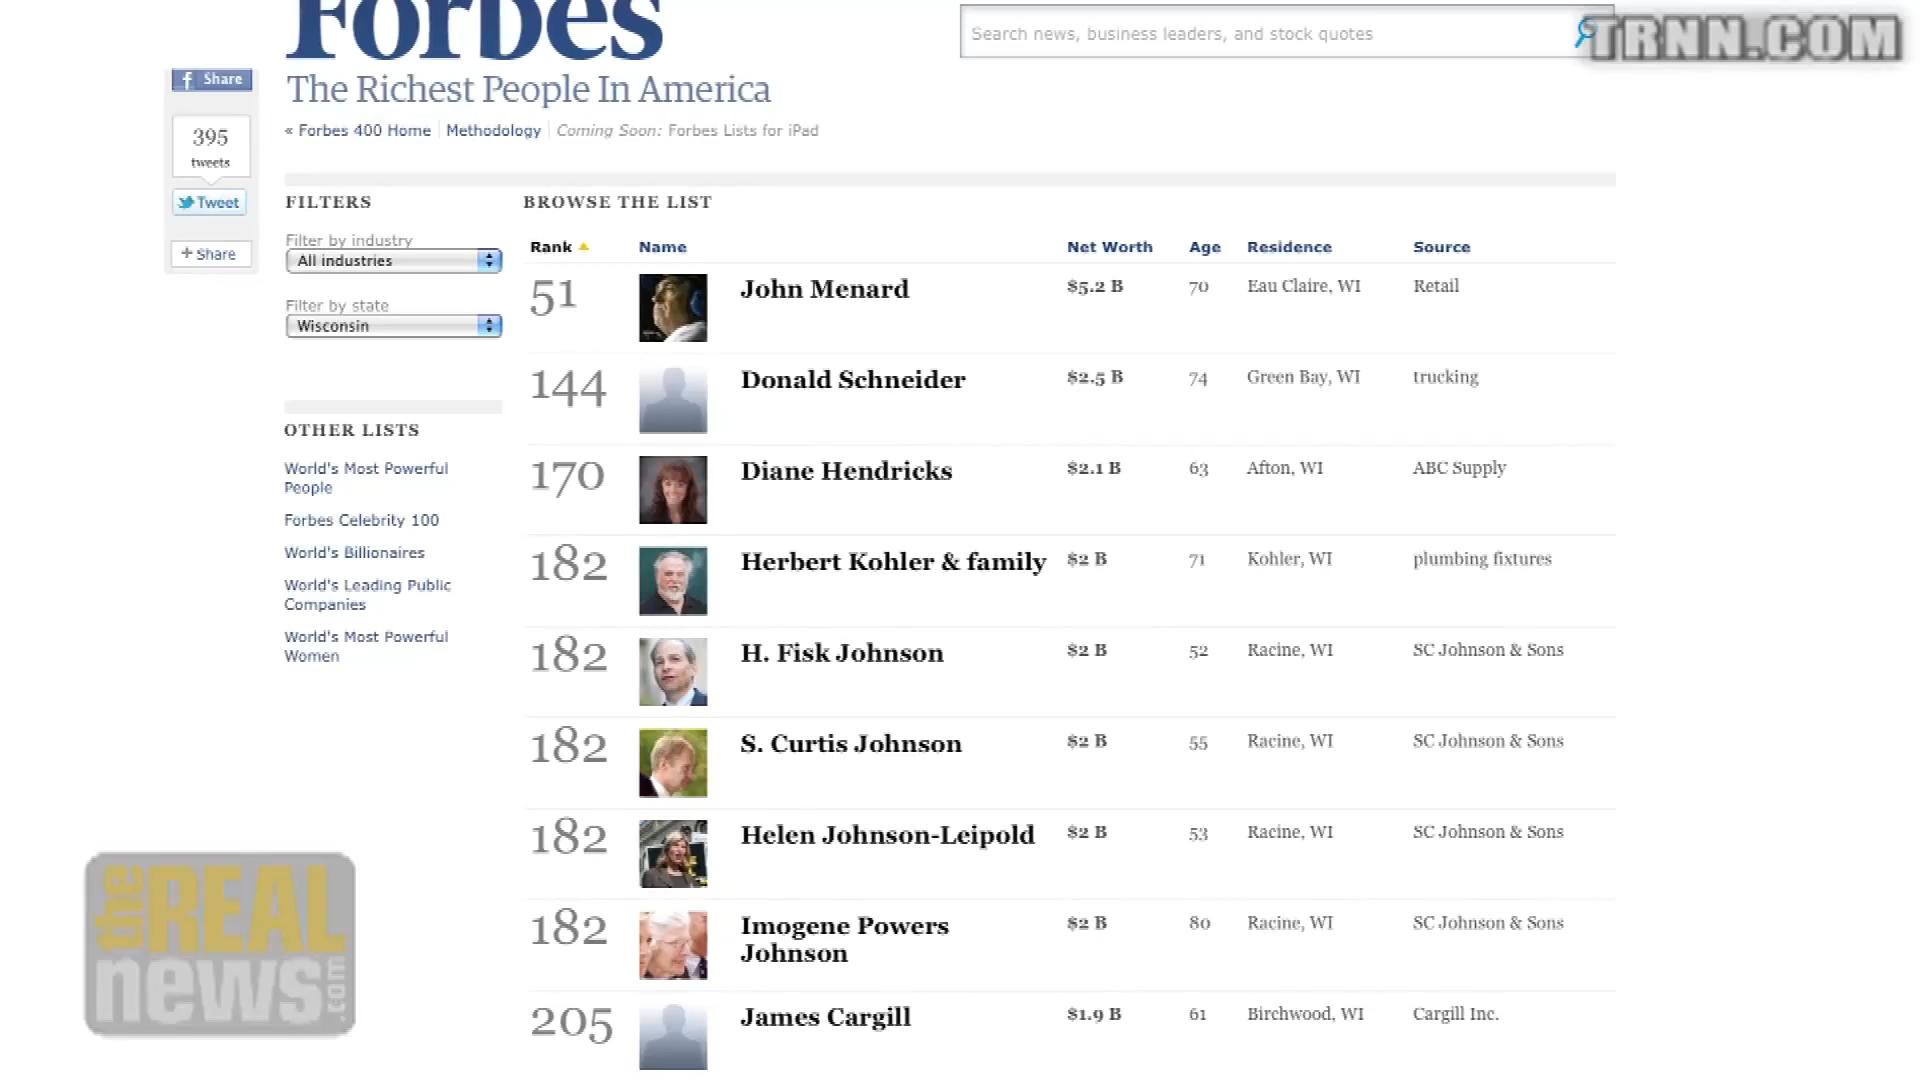 Forbes
Search news, business leaders, and stock quotes
TRNN.COM
The Richest People In America
« Forbes 400 Home Methodology Coming Soon: Forbes Lists for iPad
f Share
395
tweets
Tweet
+ Share
FILTERS
Filter by industry
All industries
Filter by state
Wisconsin
OTHER LISTS
World's Most Powerful
People
Forbes Celebrity 100
World's Billionaires
World's Leading Public
Companies
World's Most Powerful
Women
BROWSE THE LIST
Rank Name Net Worth Age Residence Source
51 John Menard $5.2 B 70 Eau Claire, WI Retail
144 Donald Schneider $2.5 B 74 Green Bay, WI trucking
170 Diane Hendricks $2.1 B 63 Afton, WI ABC Supply
182 Herbert Kohler & family $2 B 71 Kohler, WI plumbing fixtures
182 H. Fisk Johnson $2 B 52 Racine, WI SC Johnson & Sons
182 S. Curtis Johnson $2 B 55 Racine, WI SC Johnson & Sons
182 Helen Johnson-Leipold $2 B 53 Racine, WI SC Johnson & Sons
182 Imogene Powers $2 B 80 Racine, WI SC Johnson & Sons
Johnson
205 James Cargill $1.9 B 61 Birchwood, WI Cargill Inc.
the REAL
news.com